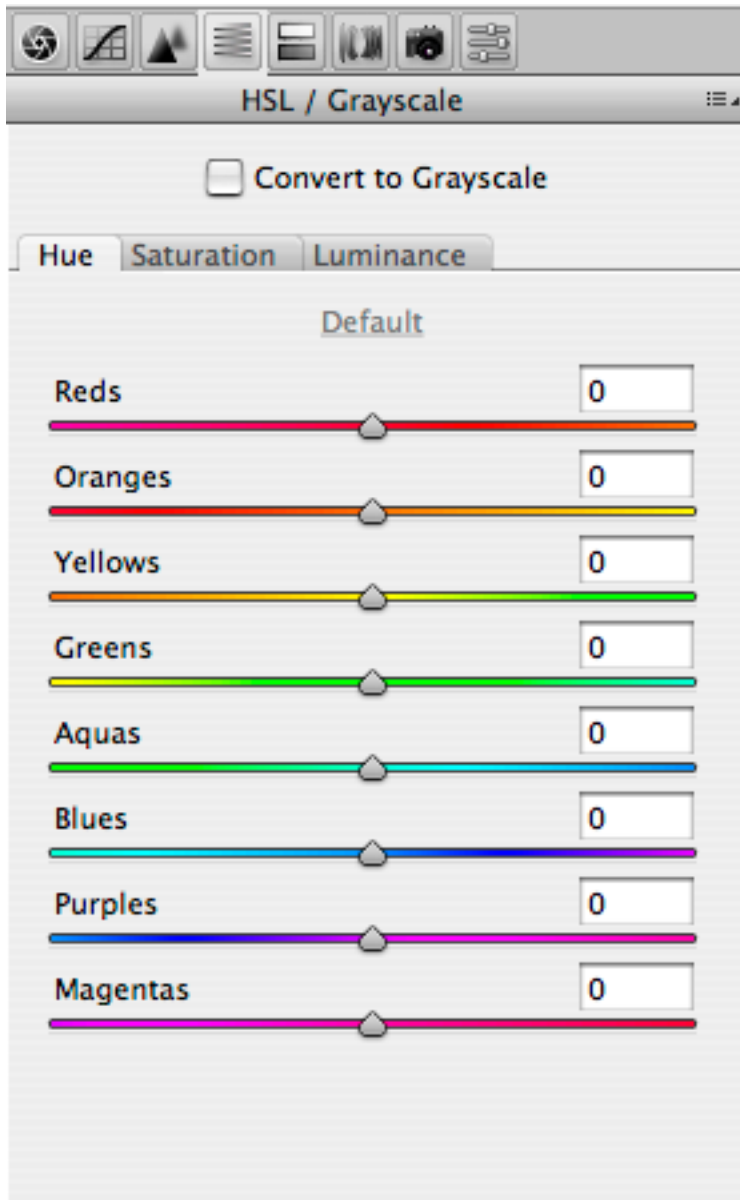 HSL / Grayscale
Convert to Grayscale
Hue Saturation Luminance
Default
Reds 0
Oranges 0
Yellows 0
Greens 0
Aquas 0
Blues 0
Purples 0
Magentas 0